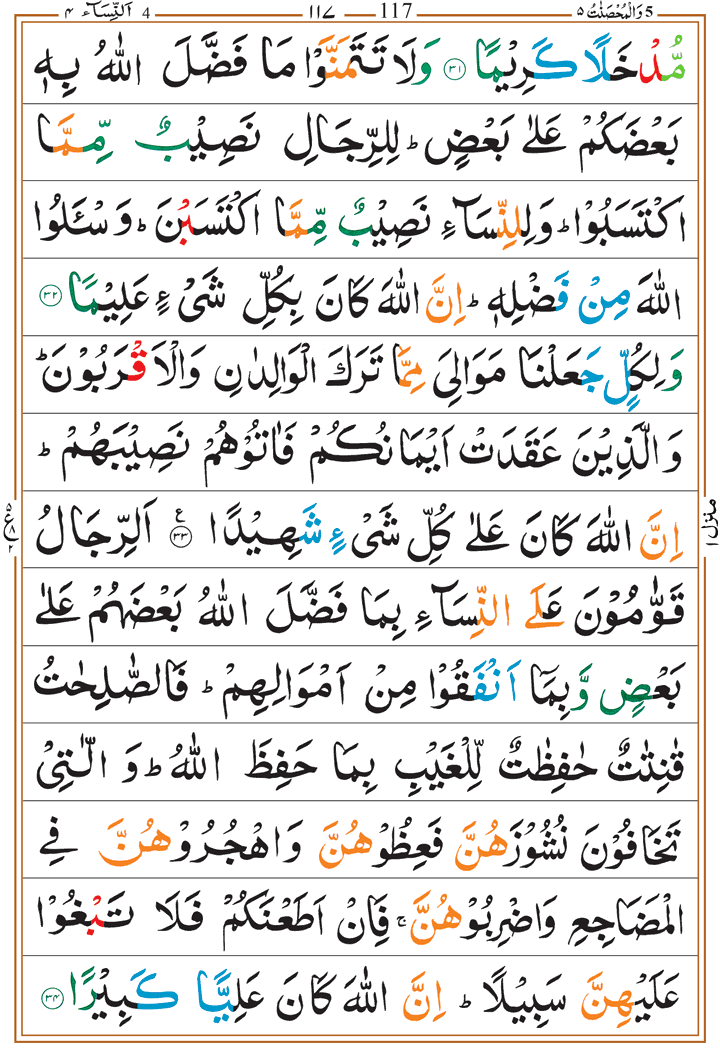 5 وَالْمُحْصَنٰتُ ٥
117 ١١٧
4 اَلنِّسَآء ٤
مُّدْخَلًا كَرِیْمًا ۝٣١ وَلَا تَتَمَنَّوْا مَا فَضَّلَ اللّٰهُ بِهٖ
بَعْضَكُمْ عَلٰی بَعْضٍ ؕ لِلرِّجَالِ نَصِیْبٌ مِّمَّا
اكْتَسَبُوْا ؕ وَلِلنِّسَآءِ نَصِیْبٌ مِّمَّا اكْتَسَبْنَ ؕ وَسْـَٔلُوا
اللّٰهَ مِنْ فَضْلِهٖ ؕ اِنَّ اللّٰهَ كَانَ بِكُلِّ شَیْءٍ عَلِیْمًا ۝٣٢
وَلِكُلٍّ جَعَلْنَا مَوَالِیَ مِمَّا تَرَكَ الْوَالِدٰنِ وَالْاَقْرَبُوْنَ ؕ
وَالَّذِیْنَ عَقَدَتْ اَیْمَانُكُمْ فَاٰتُوْهُمْ نَصِیْبَهُمْ ؕ
اِنَّ اللّٰهَ كَانَ عَلٰی كُلِّ شَیْءٍ شَهِیْدًا ۝٣٣ ع اَلرِّجَالُ
قَوّٰمُوْنَ عَلَی النِّسَآءِ بِمَا فَضَّلَ اللّٰهُ بَعْضَهُمْ عَلٰی
بَعْضٍ وَّبِمَاۤ اَنْفَقُوْا مِنْ اَمْوَالِهِمْ ؕ فَالصّٰلِحٰتُ
قٰنِتٰتٌ حٰفِظٰتٌ لِّلْغَیْبِ بِمَا حَفِظَ اللّٰهُ ؕ وَالّٰتِیْ
تَخَافُوْنَ نُشُوْزَهُنَّ فَعِظُوْهُنَّ وَاهْجُرُوْهُنَّ فِی
الْمَضَاجِعِ وَاضْرِبُوْهُنَّ ۚ فَاِنْ اَطَعْنَكُمْ فَلَا تَبْغُوْا
عَلَیْهِنَّ سَبِیْلًا ؕ اِنَّ اللّٰهَ كَانَ عَلِیًّا كَبِیْرًا ۝٣٤
منزل ١